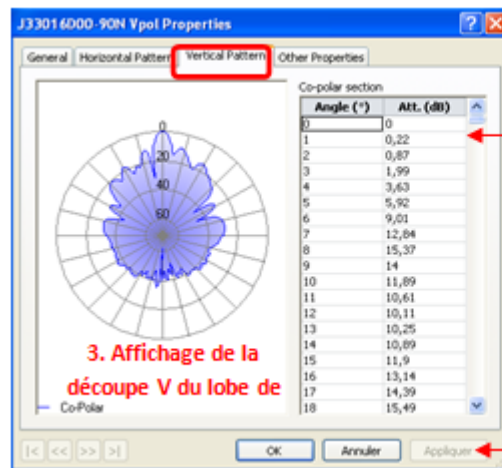 J33016D00-90N Vpol Properties
General Horizontal Pattern Vertical Pattern Other Properties
Co-polar section
Angle (°) Att. (dB)
0 0
1 0,22
2 0,87
3 1,99
4 3,63
5 5,92
6 9,01
7 12,84
8 15,37
9 14
10 11,89
11 10,61
12 10,11
13 10,25
14 10,89
15 11,9
16 13,14
17 14,39
18 15,49
0
20
40
60
3. Affichage de la
découpe V du lobe de
Co-Polar
|< << >> >| OK Annuler Appliquer